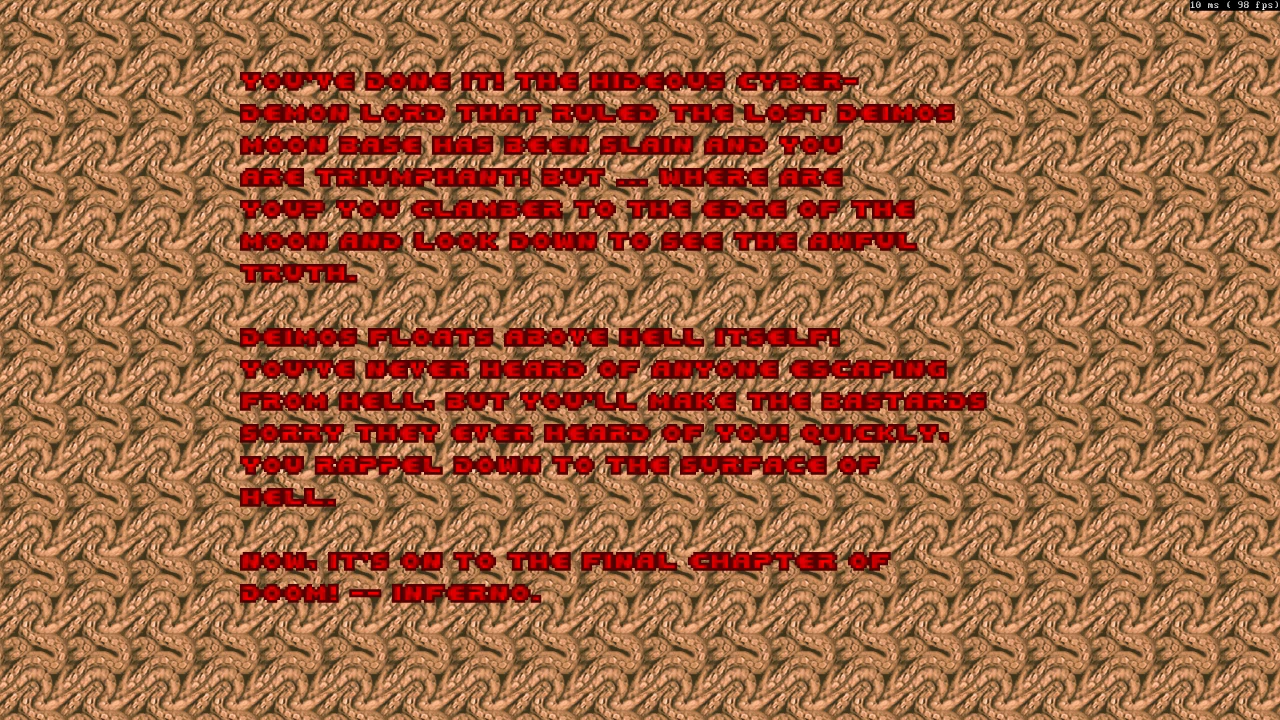 10 ms ( 98 fps)
YOU'VE DONE IT! THE HIDEOUS CYBER-
DEMON LORD THAT RULED THE LOST DEIMOS
MOON BASE HAS BEEN SLAIN AND YOU
ARE TRIUMPHANT! BUT ... WHERE ARE
YOU? YOU CLAMBER TO THE EDGE OF THE
MOON AND LOOK DOWN TO SEE THE AWFUL
TRUTH.
DEIMOS FLOATS ABOVE HELL ITSELF!
YOU'VE NEVER HEARD OF ANYONE ESCAPING
FROM HELL, BUT YOU'LL MAKE THE BASTARDS
SORRY THEY EVER HEARD OF YOU! QUICKLY,
YOU RAPPEL DOWN TO THE SURFACE OF
HELL.
NOW, IT'S ON TO THE FINAL CHAPTER OF
DOOM! -- INFERNO.